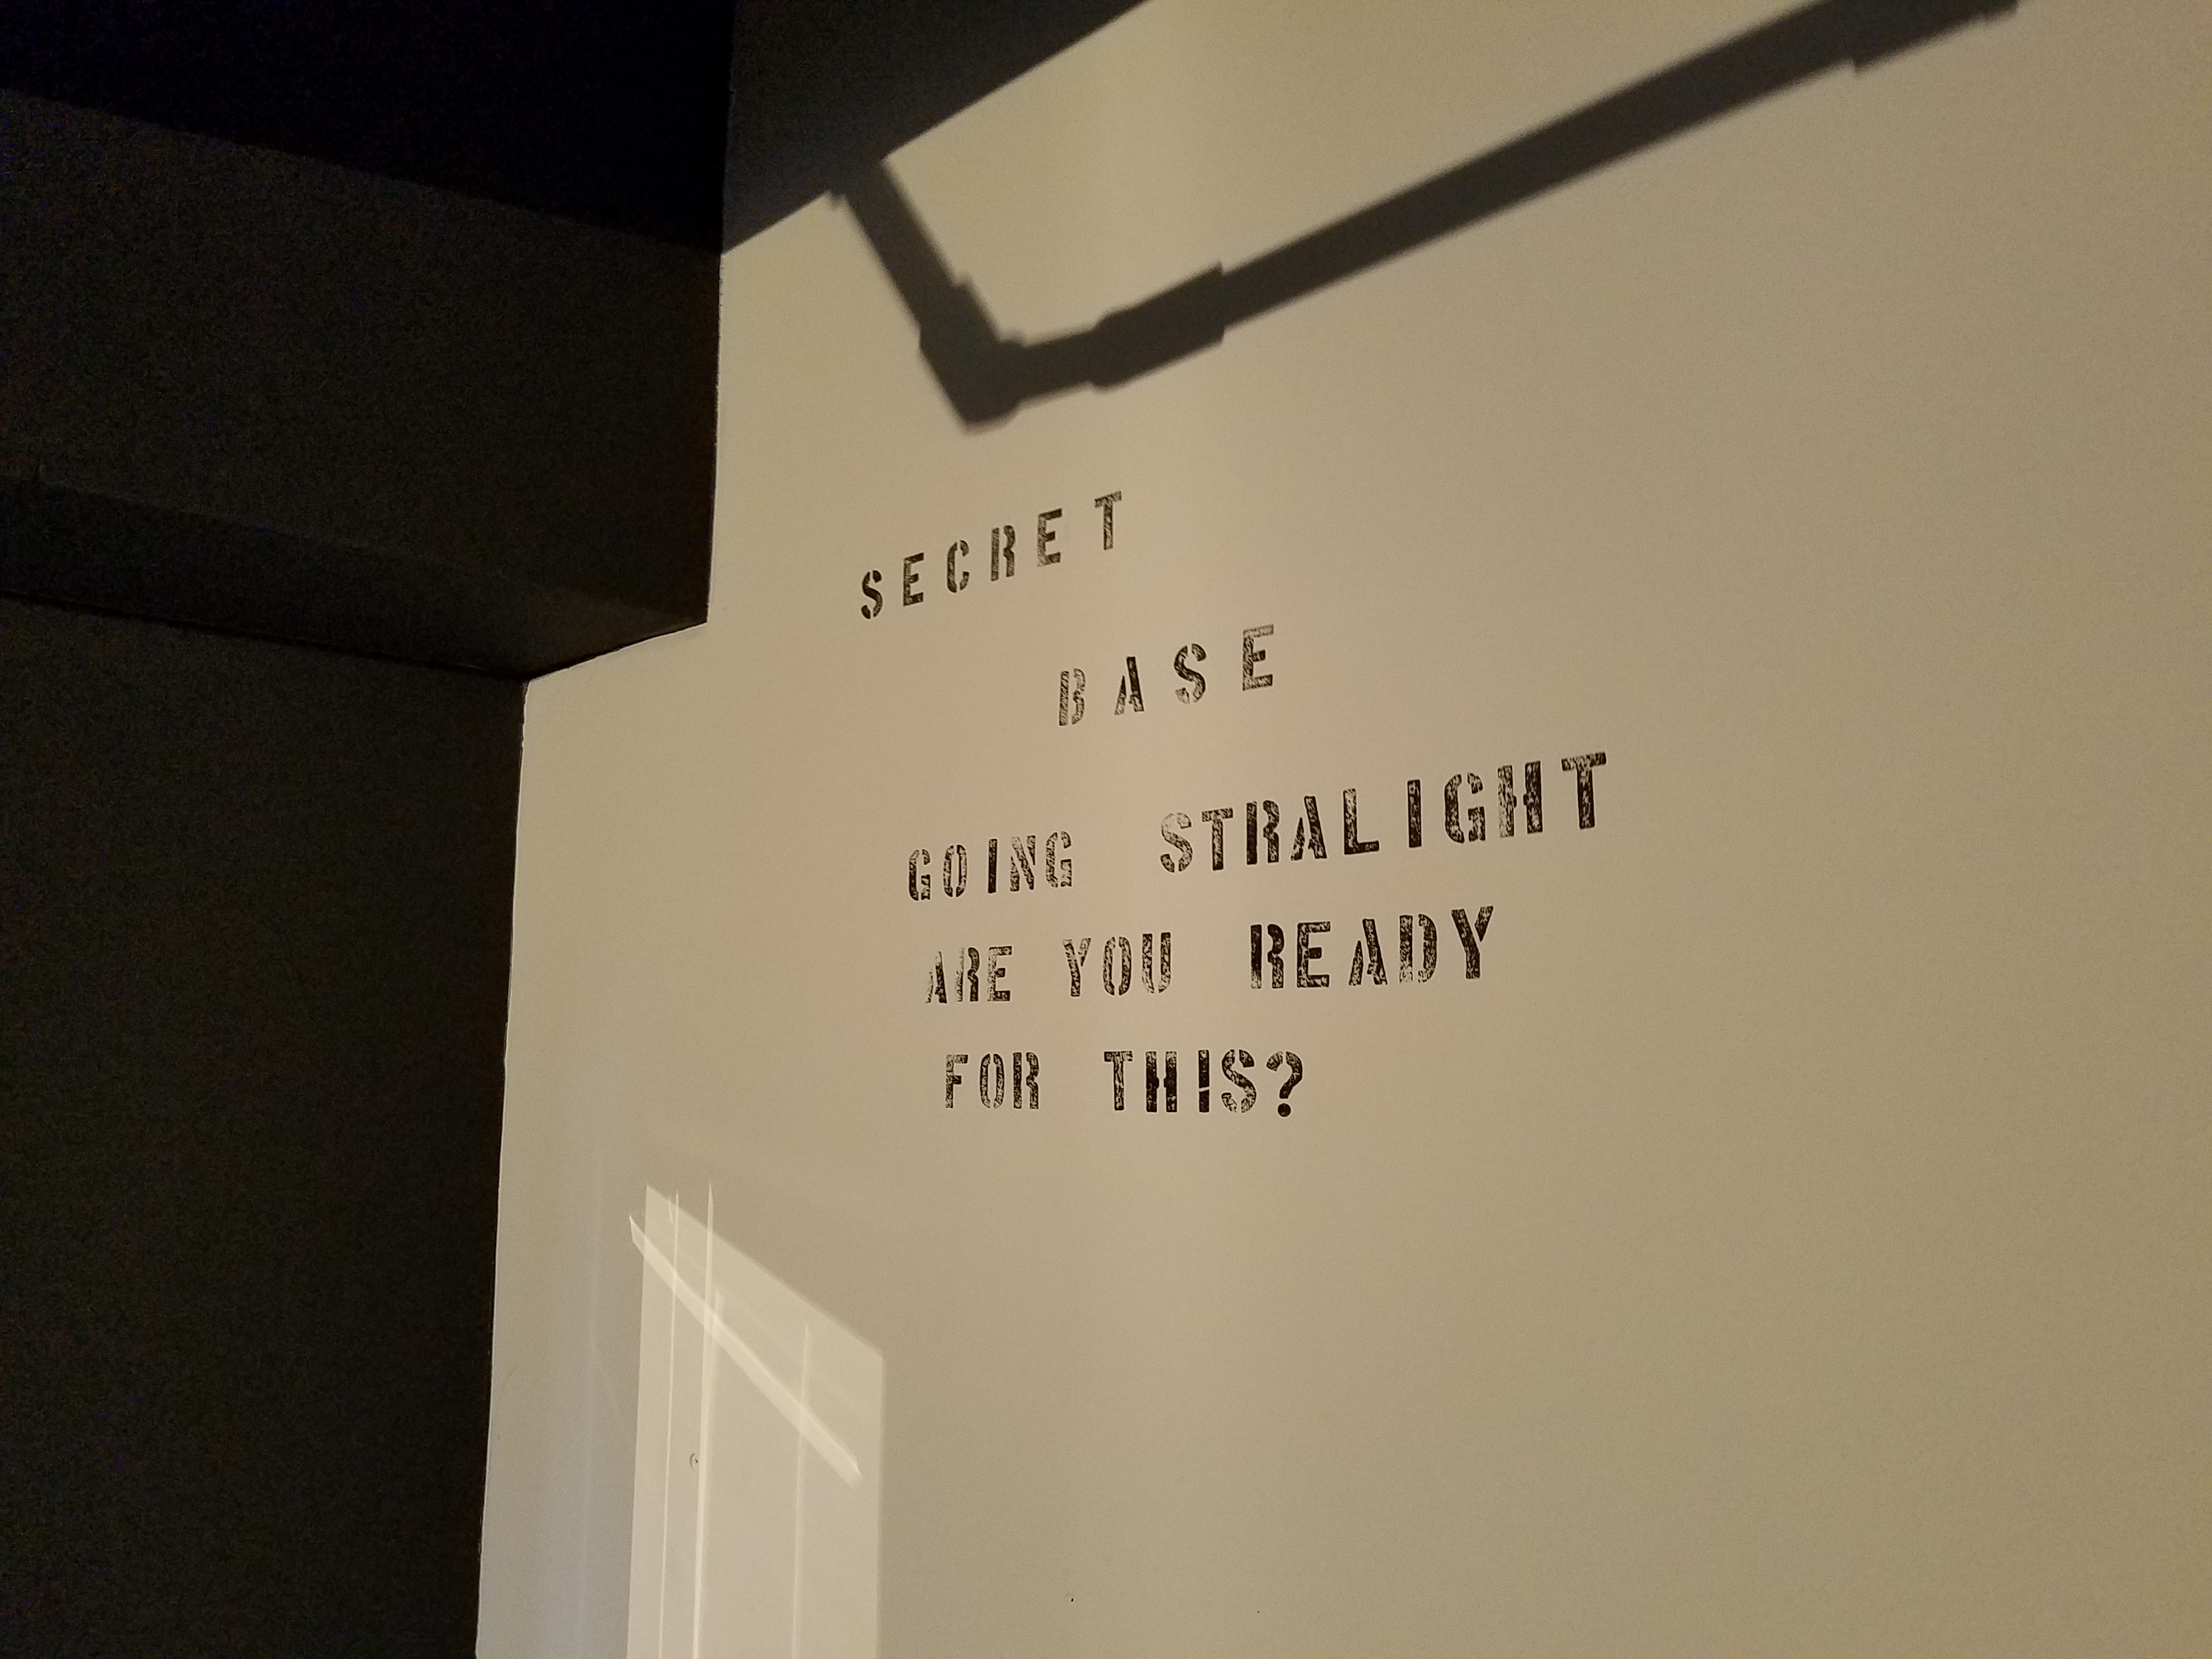 SECRET
BASE
GOING STRALIGHT
ARE YOU READY
FOR THIS?